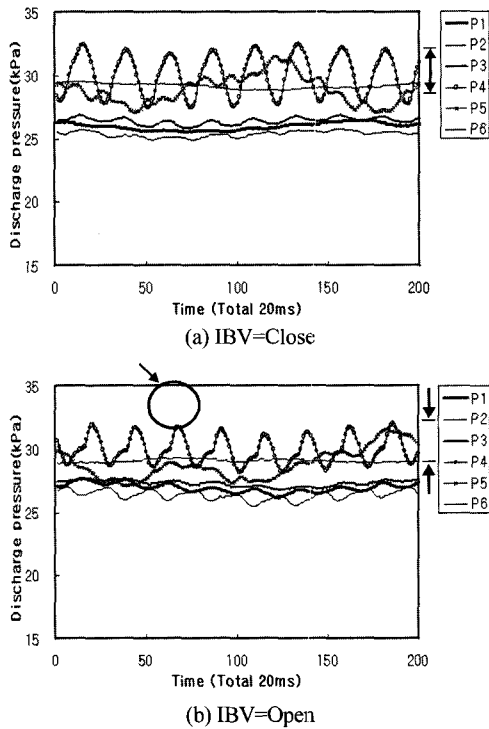 35
30
25
20
15
Discharge pressure(kPa)
0 50 100 150 200
Time (Total 20ms)
P1
P2
P3
P4
P5
P6
(a) IBV=Close
35
30
25
20
15
Discharge pressure(kPa)
0 50 100 150 200
Time (Total 20ms)
P1
P2
P3
P4
P5
P6
(b) IBV=Open